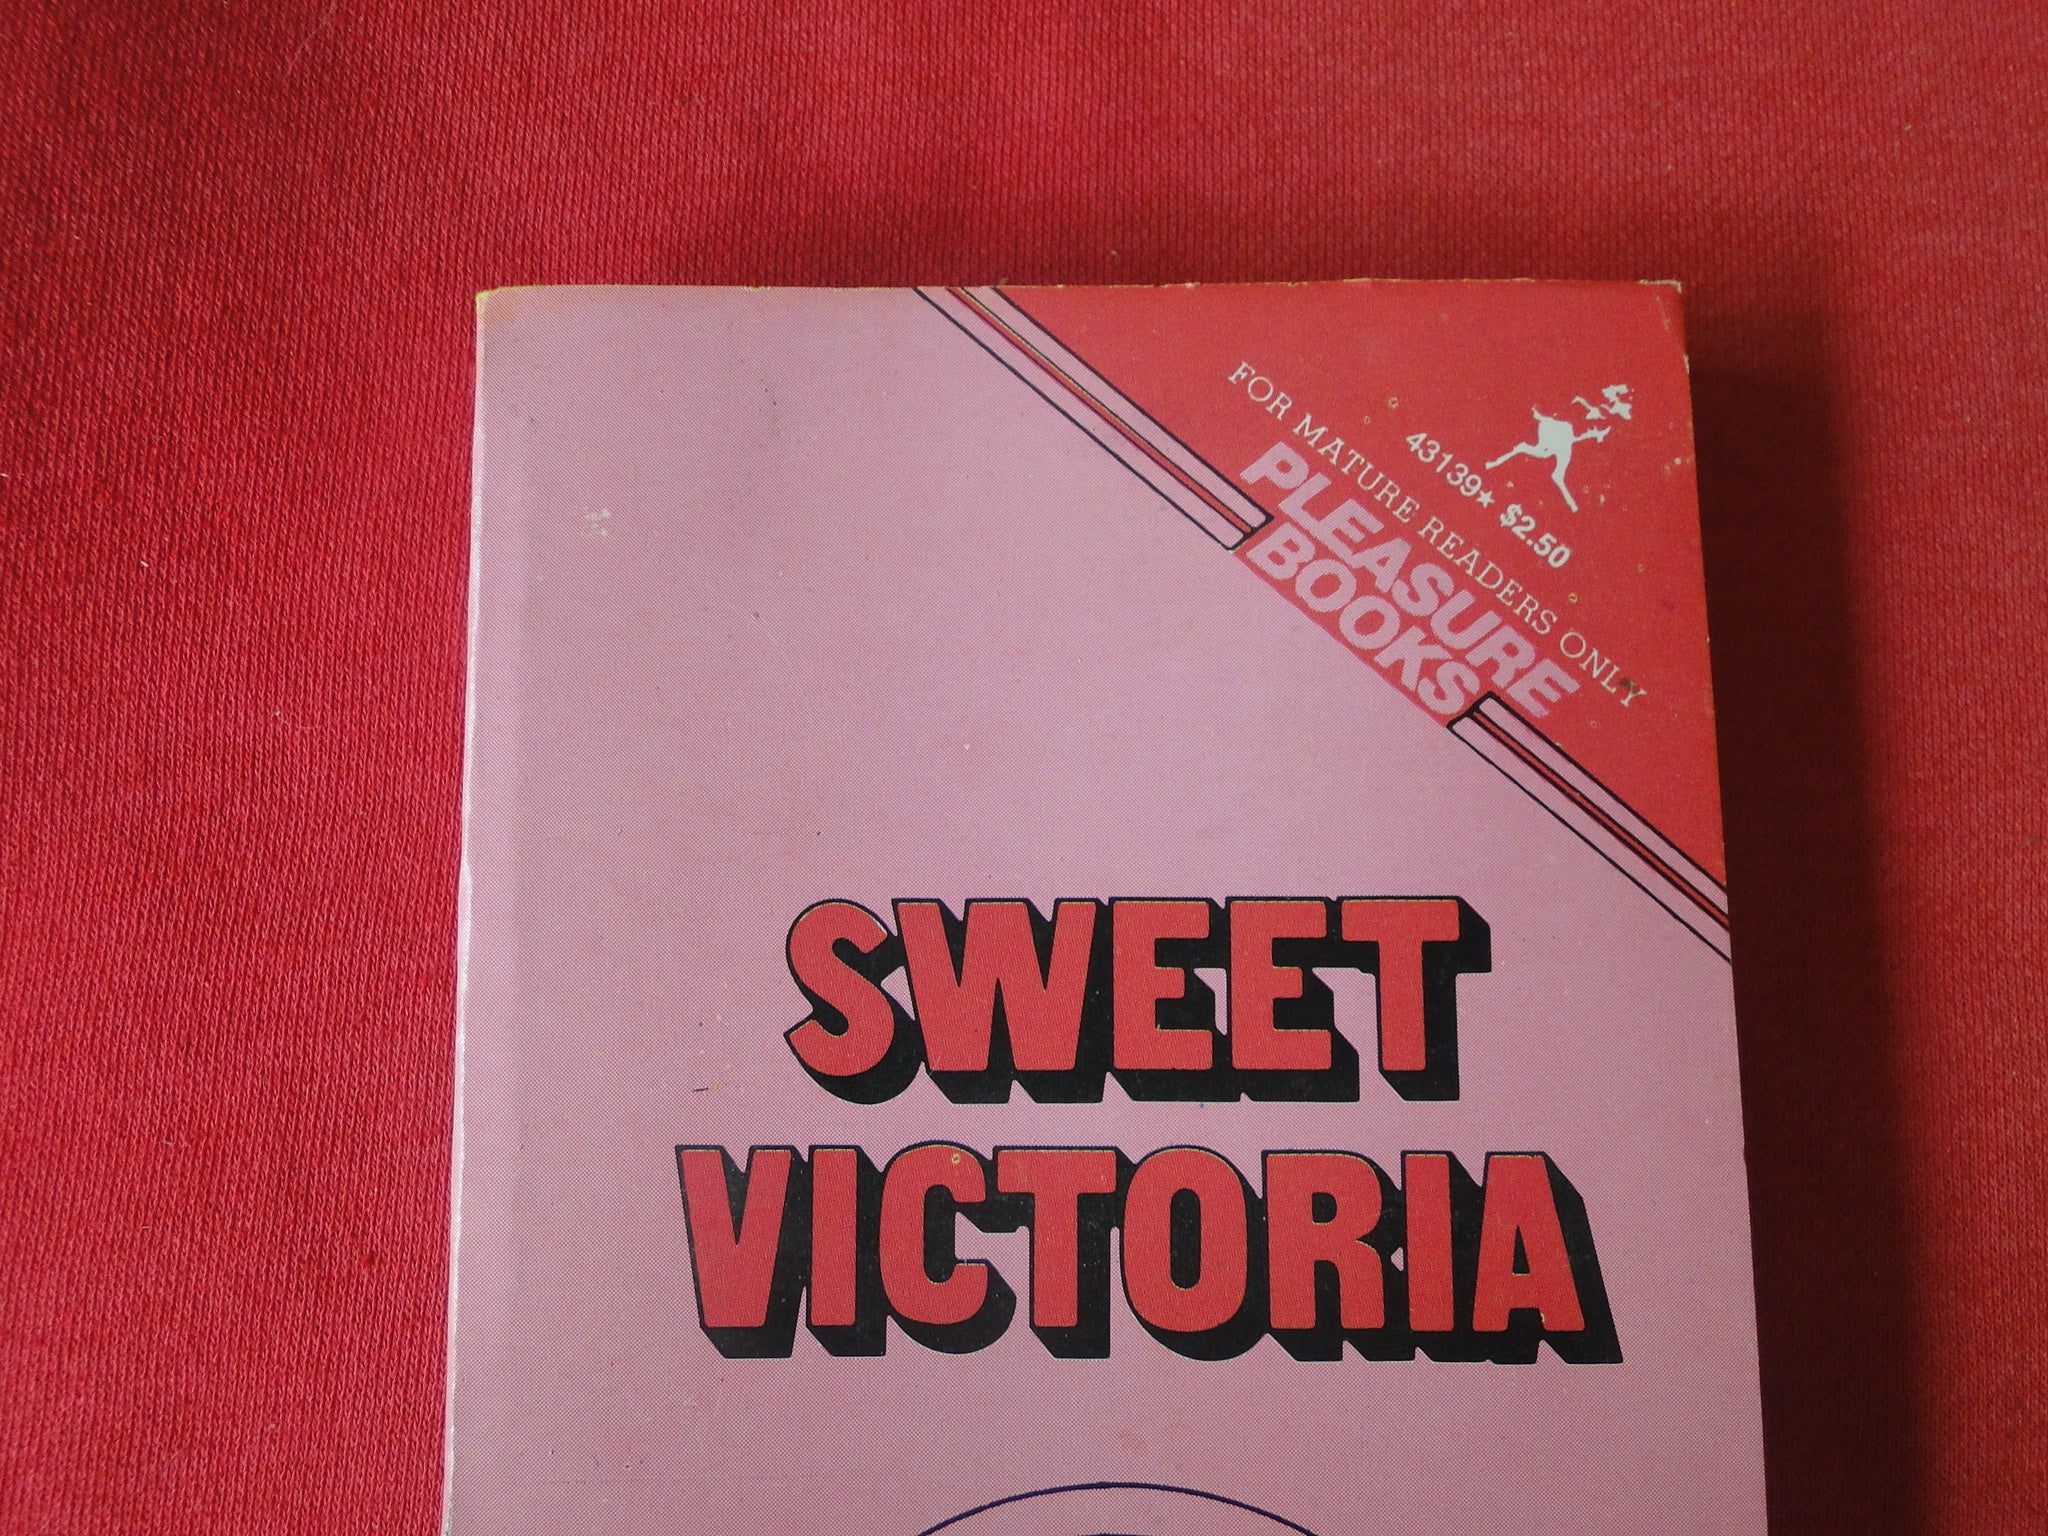 43139★ $2.50
FOR MATURE READERS ONLY
PLEASURE
BOOKS
SWEET
VICTORIA